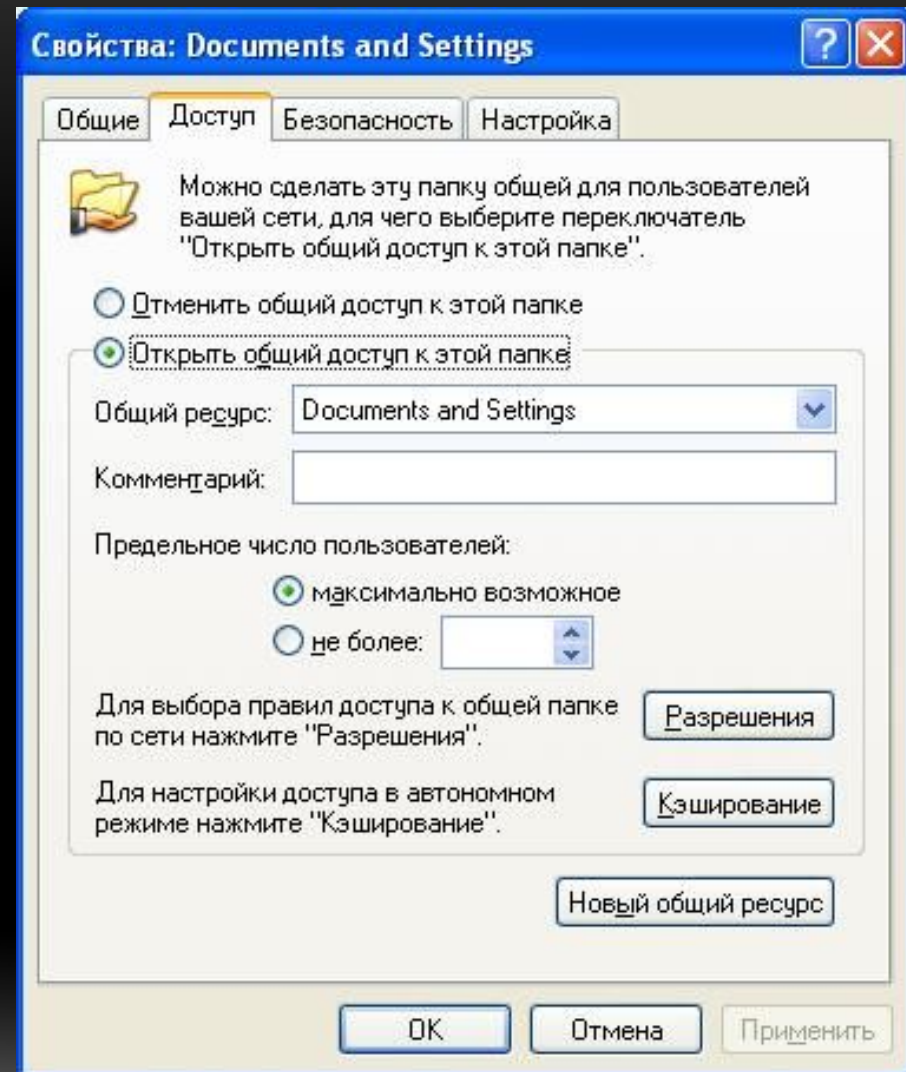 Свойства: Documents and Settings
Общие Доступ Безопасность Настройка
Можно сделать эту папку общей для пользователей
вашей сети, для чего выберите переключатель
"Открыть общий доступ к этой папке".
Отменить общий доступ к этой папке
Открыть общий доступ к этой папке
Общий ресурс: Documents and Settings
Комментарий:
Предельное число пользователей:
максимально возможное
не более:
Для выбора правил доступа к общей папке
по сети нажмите "Разрешения".
Разрешения
Для настройки доступа в автономном
режиме нажмите "Кэширование".
Кэширование
Новый общий ресурс
OK Отмена Применить